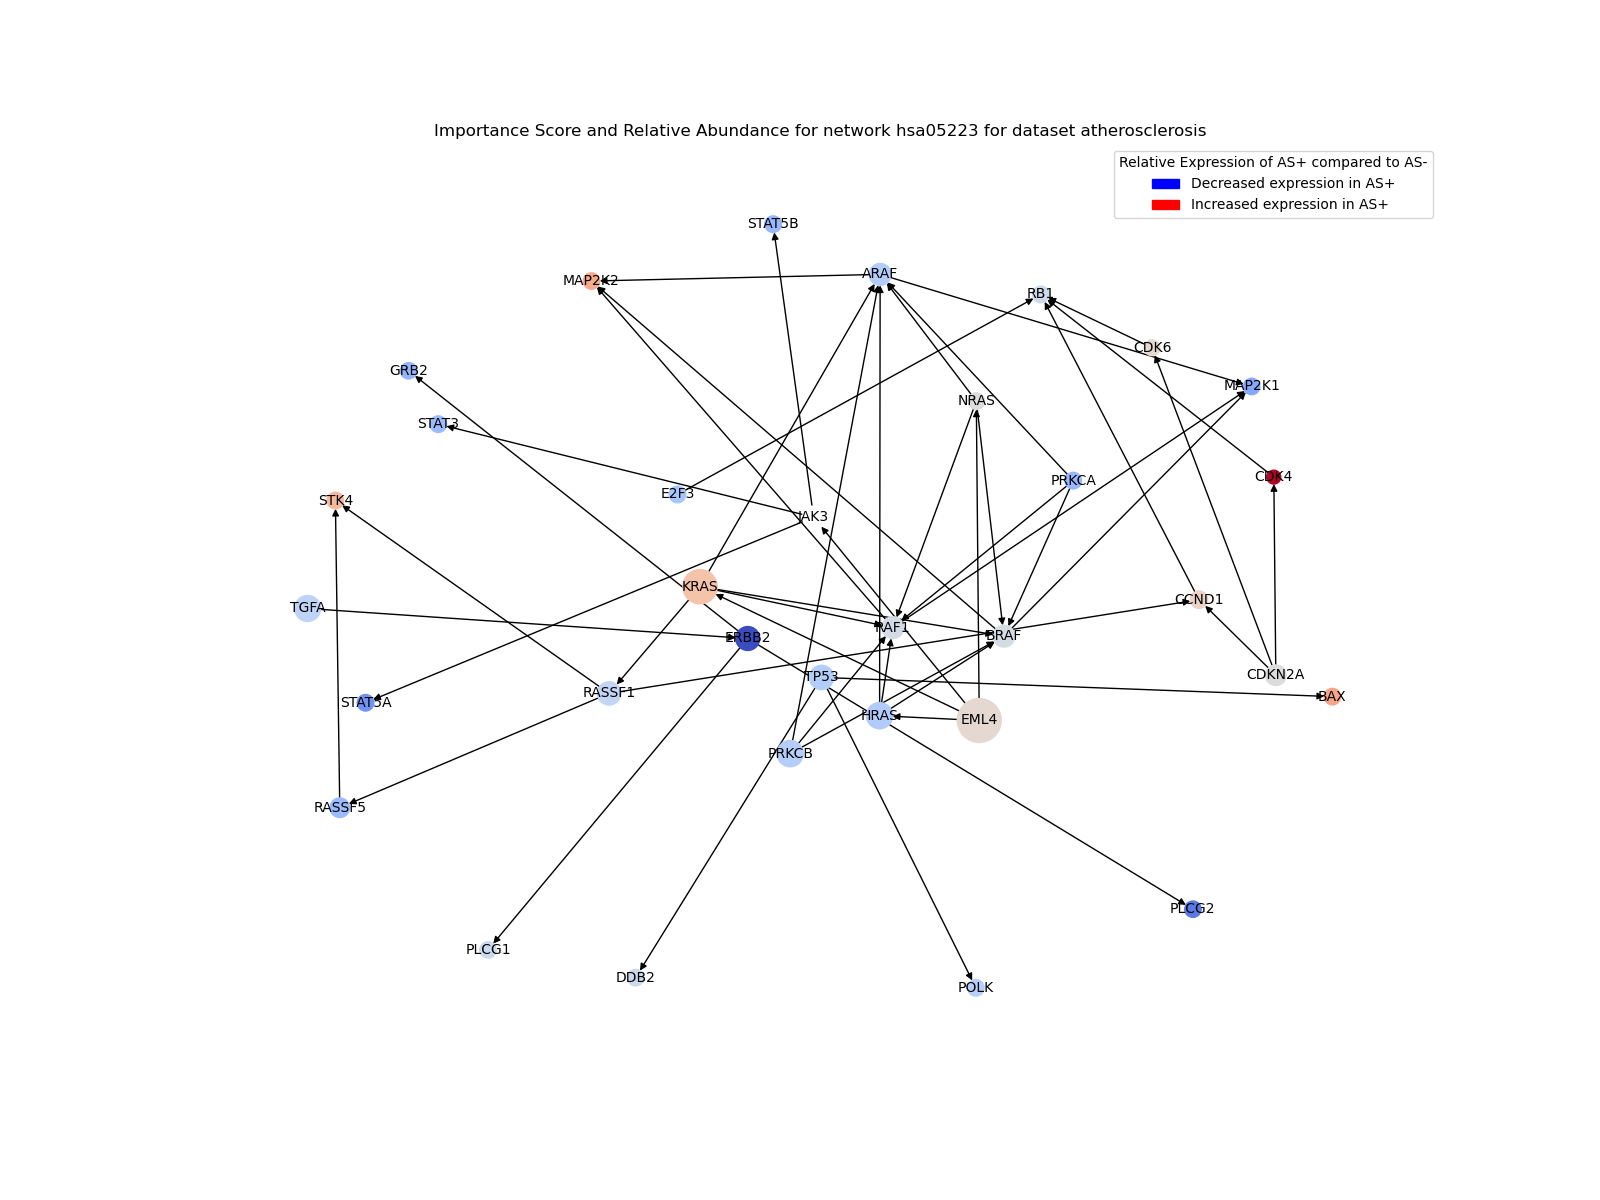 Importance Score and Relative Abundance for network hsa05223 for dataset atherosclerosis
Relative Expression of AS+ compared to AS-
Decreased expression in AS+
Increased expression in AS+
STAT5B
ARAF
MAP2K2
RB1
CDK6
GRB2
MAP2K1
NRAS
STAT3
CDK4
PRKCA
E2F3
STK4
JAK3
KRAS
CCND1
TGFA
RAF1
BRAF
ERBB2
CDKN2A
TP53
RASSF1
BAX
STAT5A
HRAS
EML4
PRKCB
RASSF5
PLCG2
PLCG1
DDB2
POLK